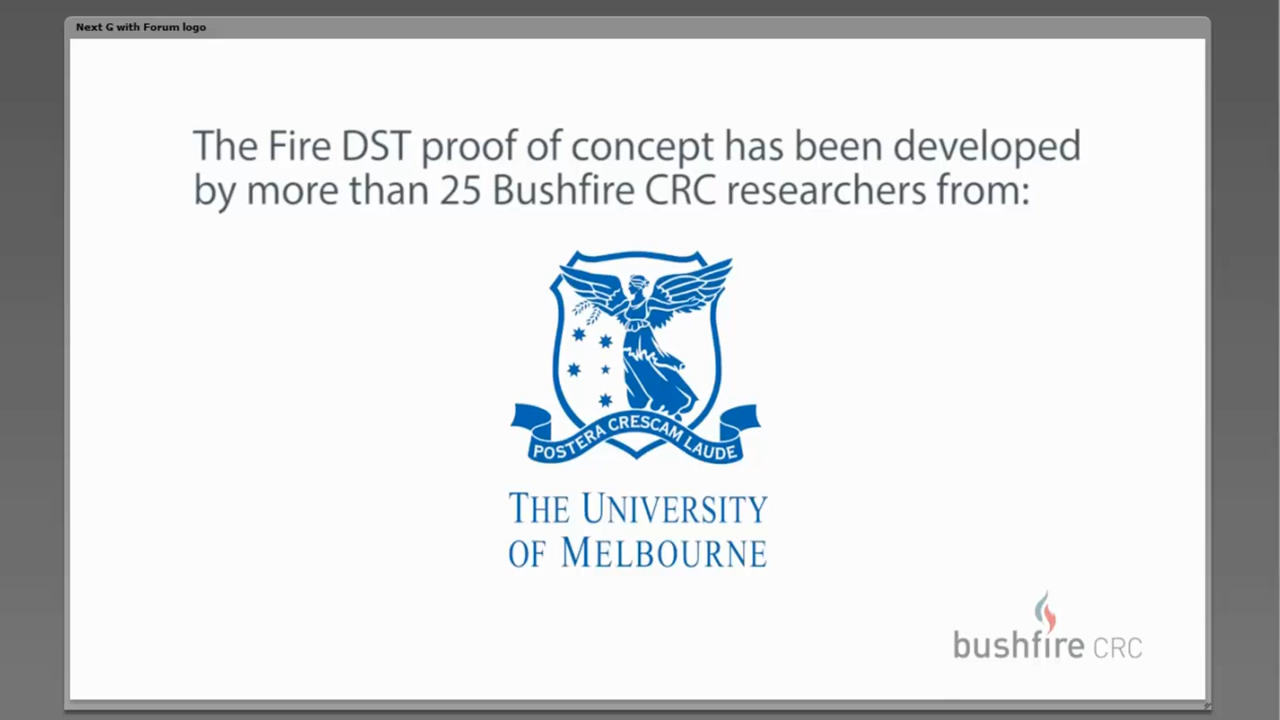 Next G with Forum logo
The Fire DST proof of concept has been developed
by more than 25 Bushfire CRC researchers from:
POSTERA CRESCAM LAUDE
THE UNIVERSITY
OF MELBOURNE
bushfire CRC